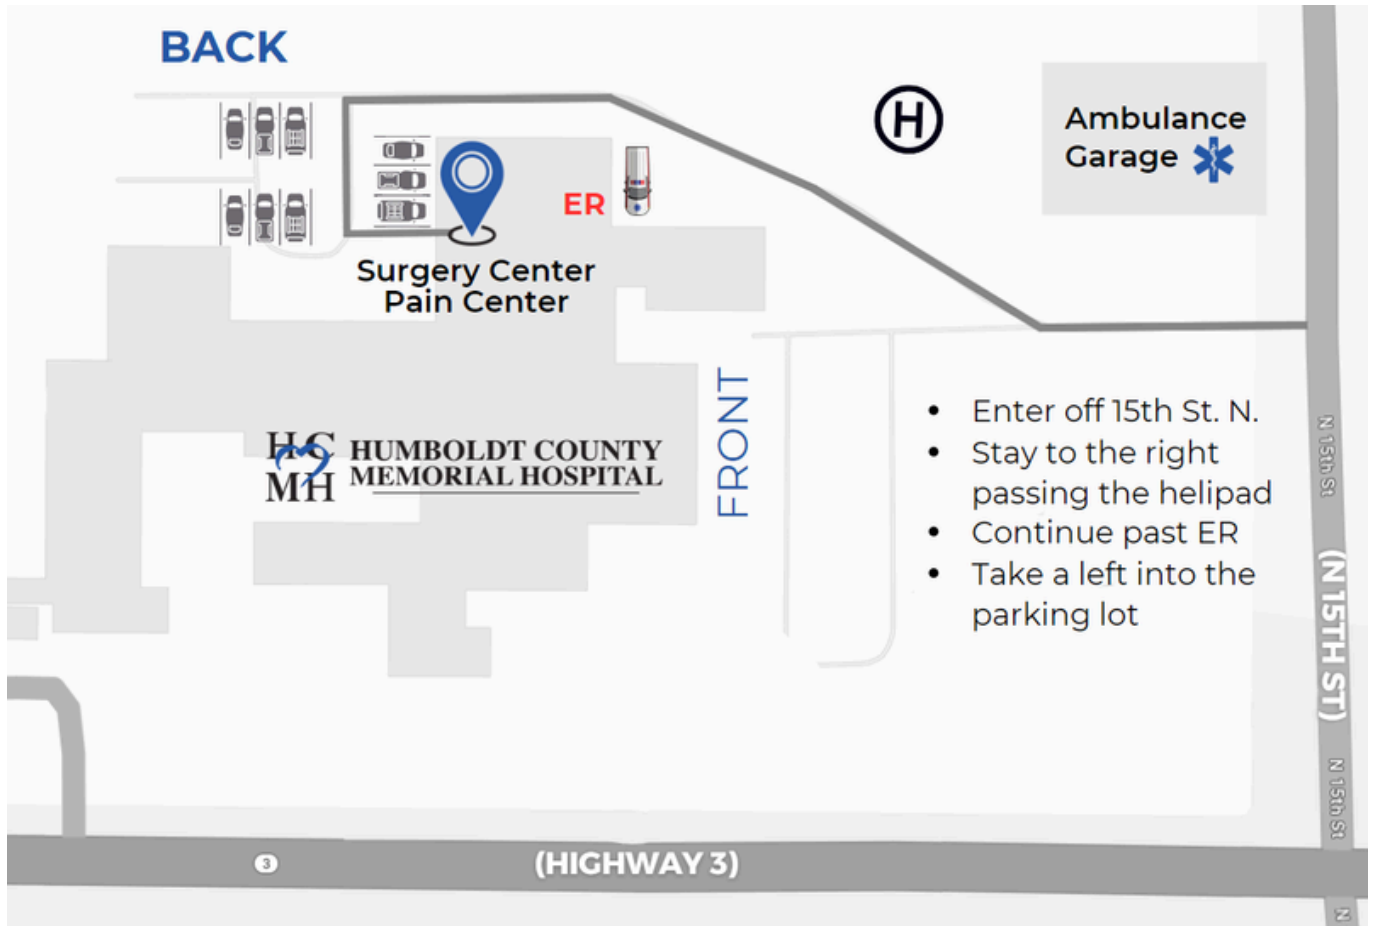 BACK
H
Ambulance
Garage
ER
Surgery Center
Pain Center
FRONT
HC
MH
HUMBOLDT COUNTY
MEMORIAL HOSPITAL
• Enter off 15th St. N.
• Stay to the right
passing the helipad
• Continue past ER
• Take a left into the
parking lot
N 15th St
(N 15TH ST)
N 15th St
3
(HIGHWAY 3)
N